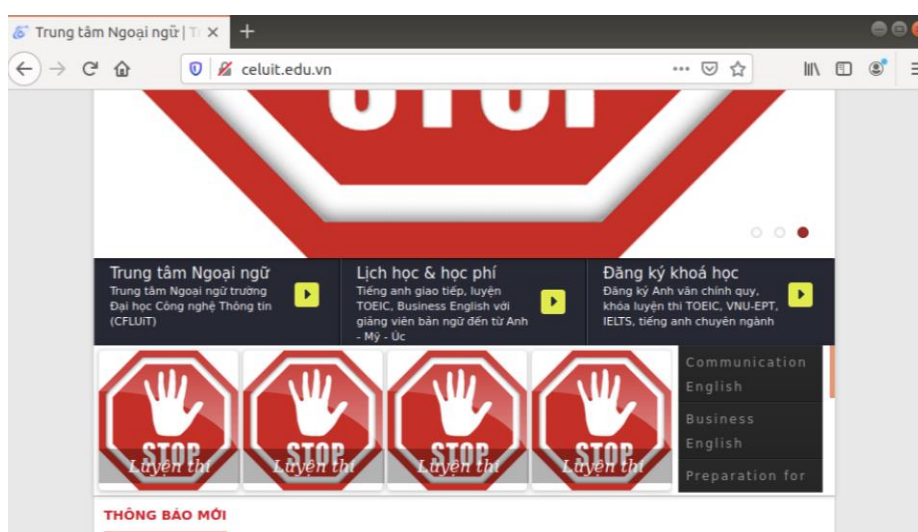 Trung tâm Ngoại ngữ | T
celuit.edu.vn
STOP
Trung tâm Ngoại ngữ
Trung tâm Ngoại ngữ trường
Đại học Công nghệ Thông tin
(CFLUiT)
Lịch học & học phí
Tiếng anh giao tiếp, luyện
TOEIC, Business English với
giảng viên bản ngữ đến từ Anh
- Mỹ - Úc
Đăng ký khoá học
Đăng ký Anh văn chính quy,
khóa luyện thi TOEIC, VNU-EPT,
IELTS, tiếng anh chuyên ngành
STOP
Luyện thi
STOP
Luyện thi
STOP
Luyện thi
STOP
Luyện thi
Communication
English
Business
English
Preparation for
THÔNG BÁO MỚI